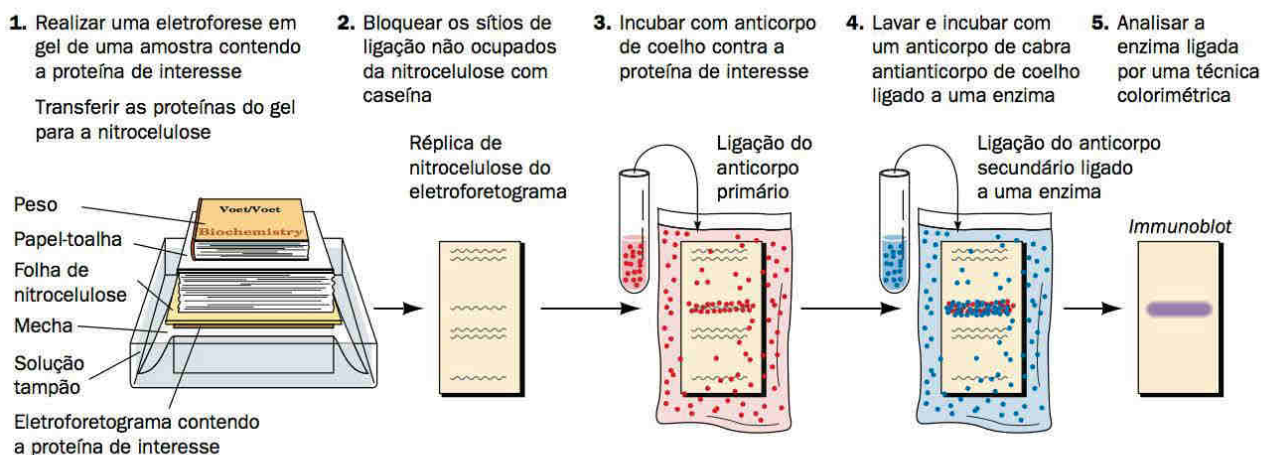 1. Realizar uma eletroforese em
gel de uma amostra contendo
a proteína de interesse
Transferir as proteínas do gel
para a nitrocelulose
2. Bloquear os sítios de
ligação não ocupados
da nitrocelulose com
caseína
3. Incubar com anticorpo
de coelho contra a
proteína de interesse
4. Lavar e incubar com
um anticorpo de cabra
antianticorpo de coelho
ligado a uma enzima
5. Analisar a
enzima ligada
por uma técnica
colorimétrica
Peso
Papel-toalha
Folha de
nitrocelulose
Mecha
Solução
tampão
Eletroforetograma contendo
a proteína de interesse
Voet/Voet
Biochemistry
Réplica de
nitrocelulose do
eletroforetograma
Ligação do
anticorpo
primário
Ligação do anticorpo
secundário ligado
a uma enzima
Immunoblot